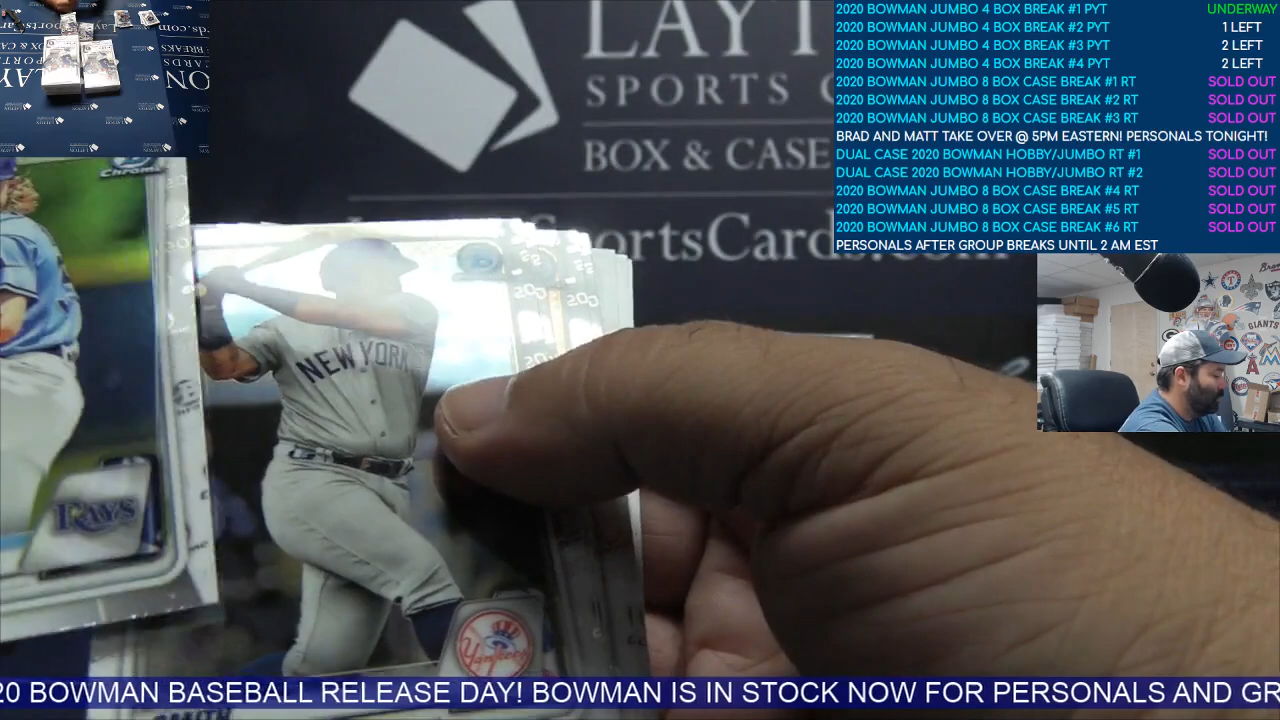 2020 BOWMAN JUMBO 4 BOX BREAK #1 PYT UNDERWAY
2020 BOWMAN JUMBO 4 BOX BREAK #2 PYT 1 LEFT
2020 BOWMAN JUMBO 4 BOX BREAK #3 PYT 2 LEFT
2020 BOWMAN JUMBO 4 BOX BREAK #4 PYT 2 LEFT
2020 BOWMAN JUMBO 8 BOX CASE BREAK #1 RT SOLD OUT
2020 BOWMAN JUMBO 8 BOX CASE BREAK #2 RT SOLD OUT
2020 BOWMAN JUMBO 8 BOX CASE BREAK #3 RT SOLD OUT
BRAD AND MATT TAKE OVER @ 5PM EASTERN! PERSONALS TONIGHT!
DUAL CASE 2020 BOWMAN HOBBY/JUMBO RT #1 SOLD OUT
DUAL CASE 2020 BOWMAN HOBBY/JUMBO RT #2 SOLD OUT
2020 BOWMAN JUMBO 8 BOX CASE BREAK #4 RT SOLD OUT
2020 BOWMAN JUMBO 8 BOX CASE BREAK #5 RT SOLD OUT
2020 BOWMAN JUMBO 8 BOX CASE BREAK #6 RT SOLD OUT
PERSONALS AFTER GROUP BREAKS UNTIL 2 AM EST
LAYT
SPORTS C
BOX & CASE
ortsCards.com
Chrome
NEW YORK
RAYS
Yankees
SMITH
GIANTS
20 BOWMAN BASEBALL RELEASE DAY! BOWMAN IS IN STOCK NOW FOR PERSONALS AND GR